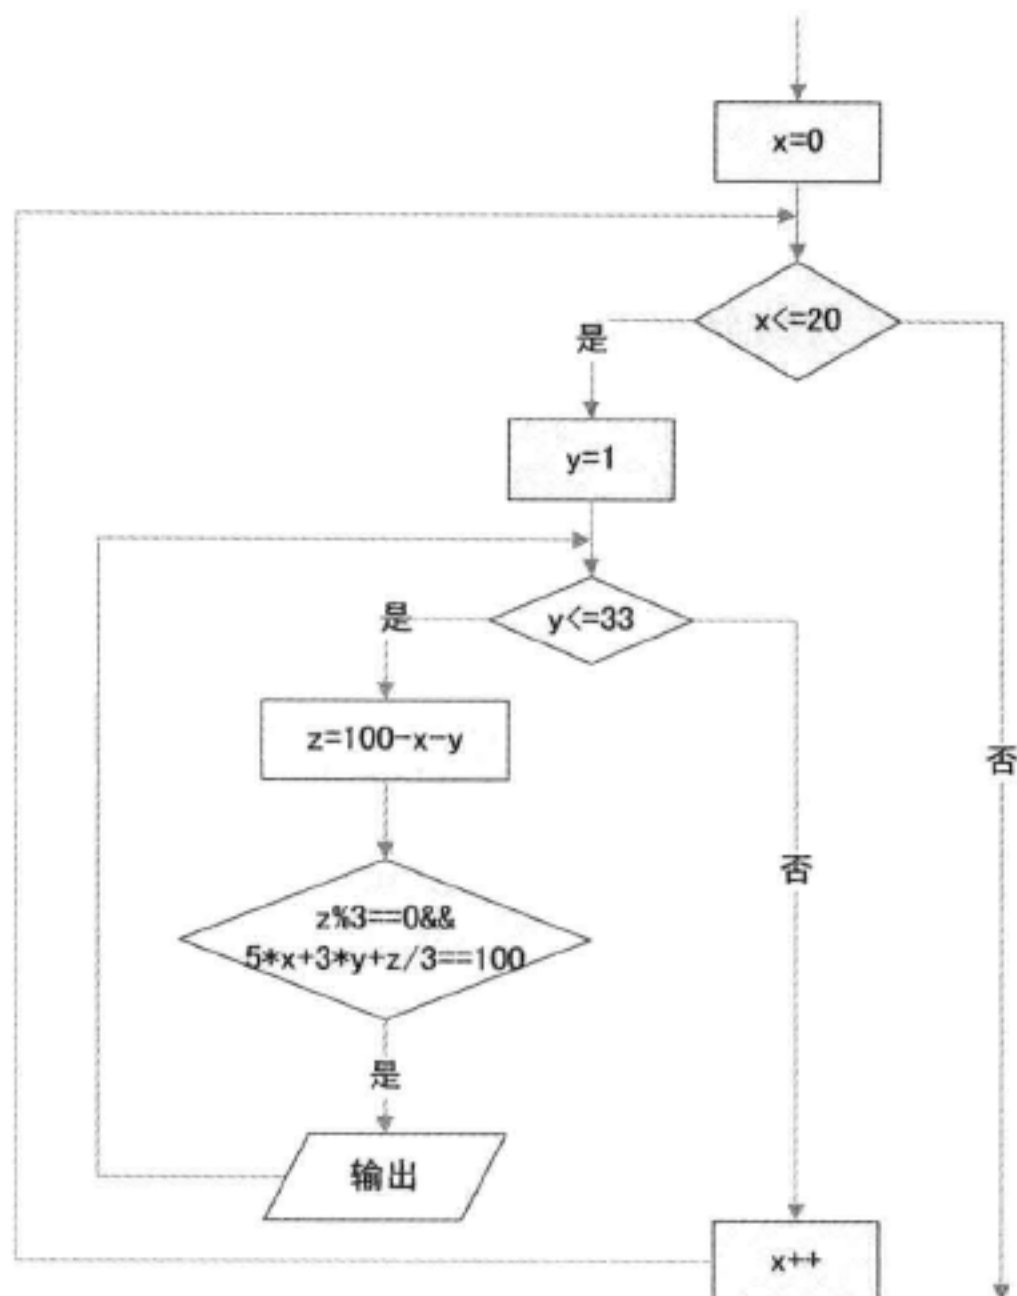 x=0
x<=20
是
y=1
y<=33
是
z=100-x-y
否
否
z%3==0&&
5*x+3*y+z/3==100
是
输出
x++